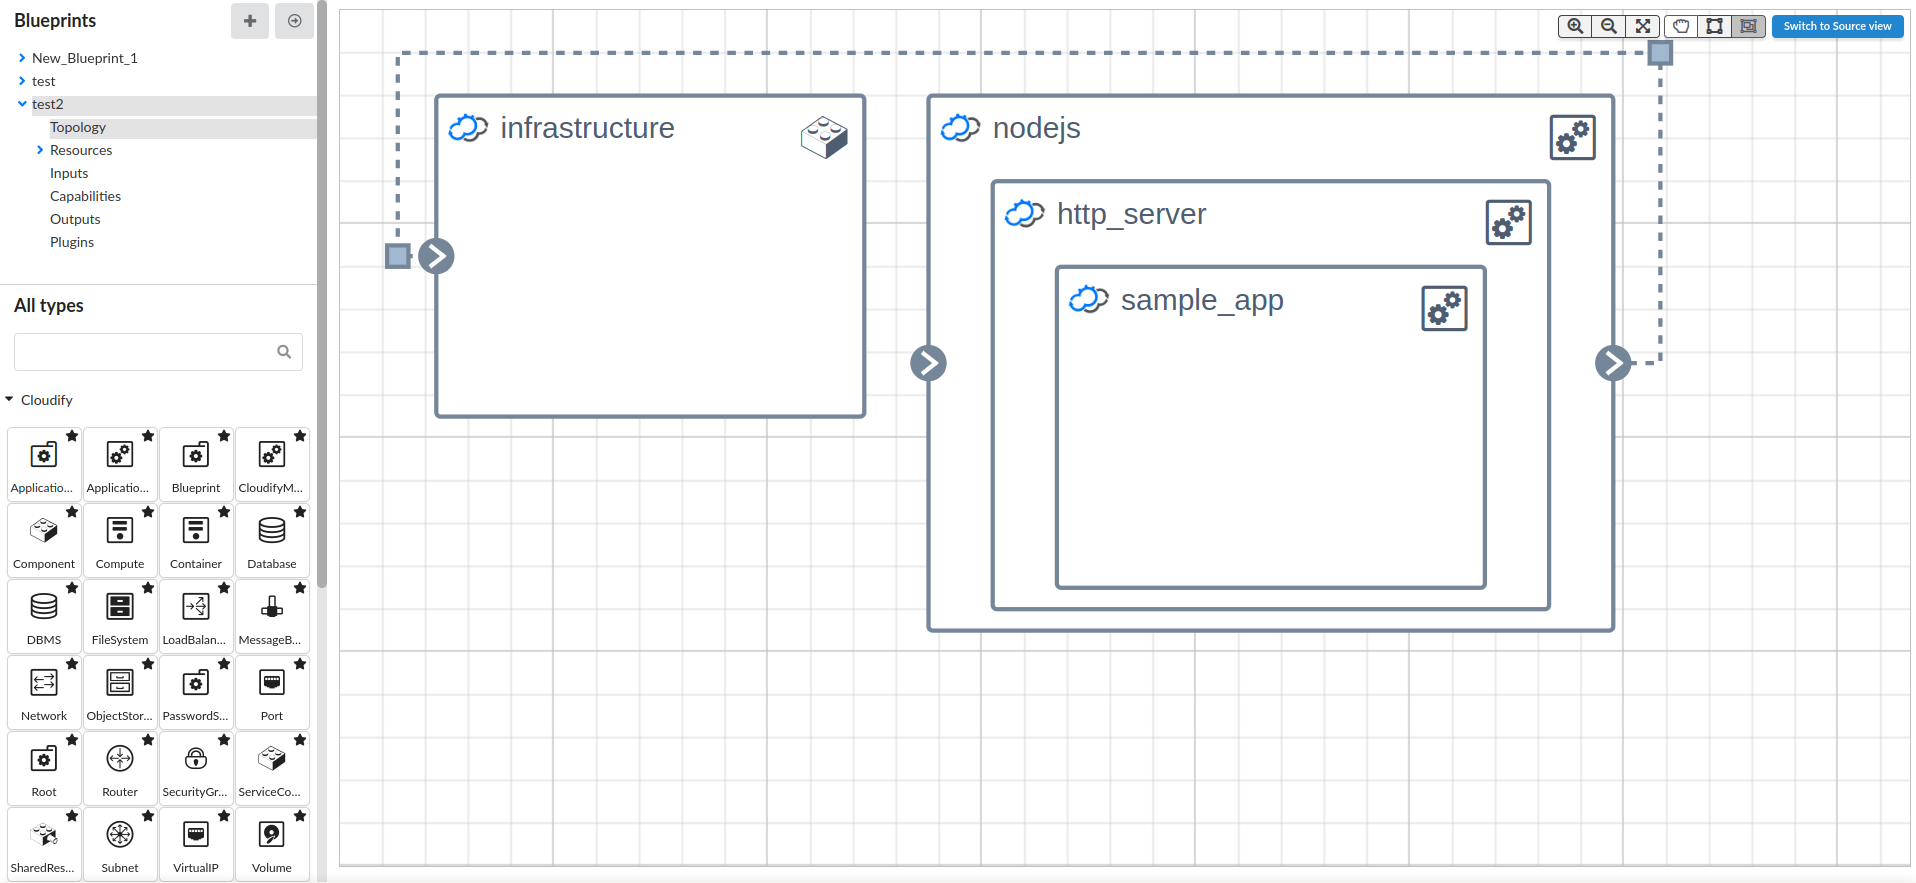 Blueprints
New_Blueprint_1
test
test2
Topology
Resources
Inputs
Capabilities
Outputs
Plugins
All types
Cloudify
Applicatio... Applicatio... Blueprint CloudifyM...
Component Compute Container Database
DBMS FileSystem LoadBalan... MessageB...
Network ObjectStor... PasswordS... Port
Root Router SecurityGr... ServiceCo...
SharedRes... Subnet VirtualIP Volume
Switch to Source view
infrastructure
nodejs
http_server
sample_app